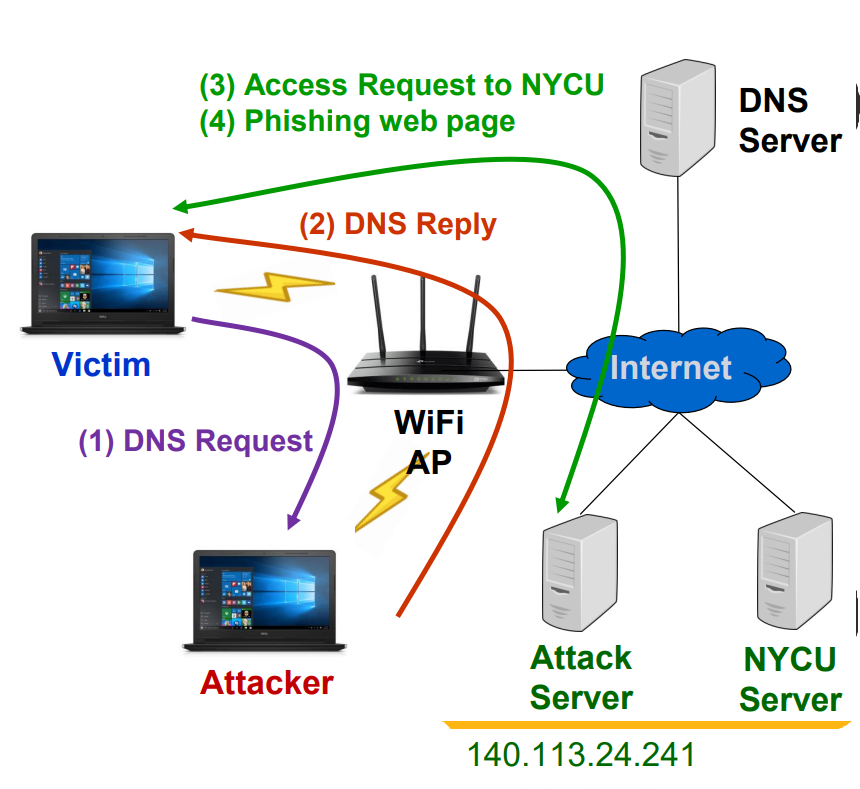 (3) Access Request to NYCU
(4) Phishing web page
DNS
Server
(2) DNS Reply
Victim
Internet
WiFi
AP
(1) DNS Request
Attacker
Attack
Server
NYCU
Server
140.113.24.241